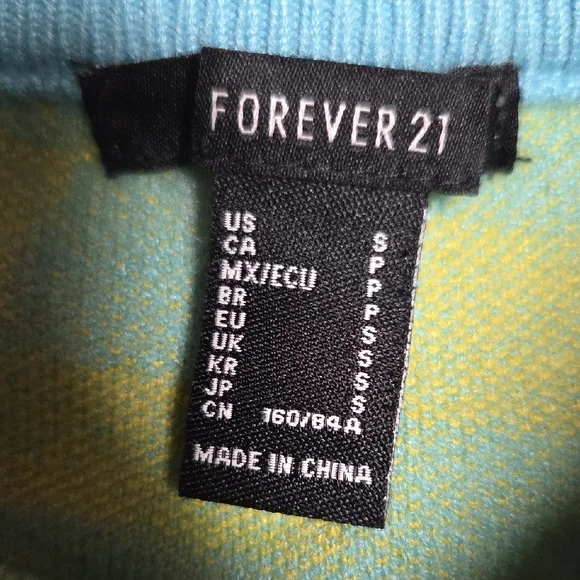 FOREVER 21
US S
CA P
MX/ECU P
BR P
EU S
UK S
KR S
JP S
CN 160/84A
MADE IN CHINA